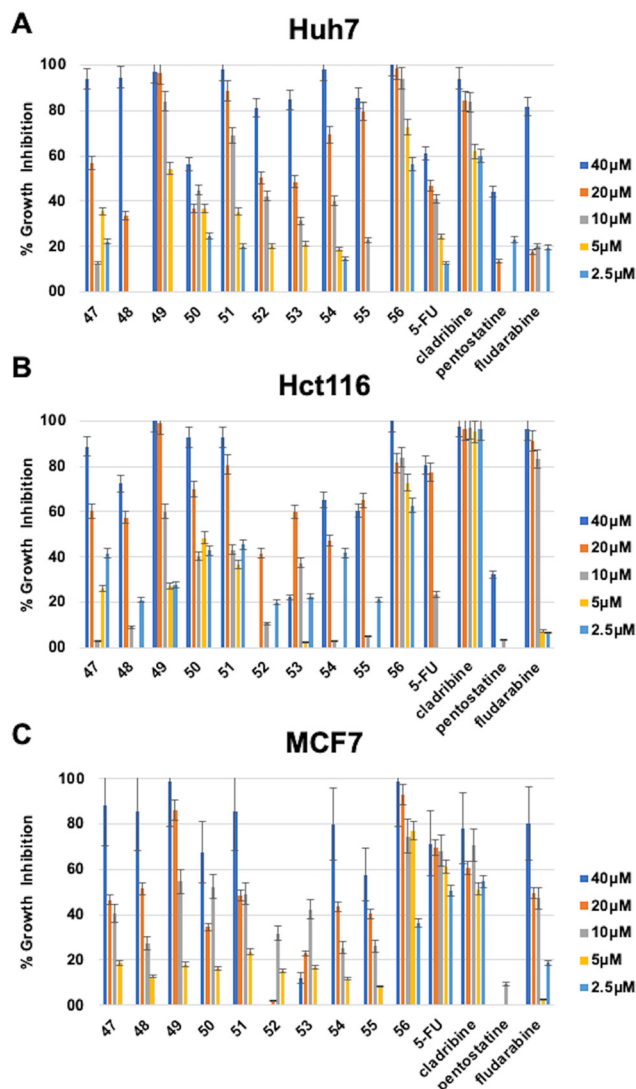 A
Huh7
% Growth Inhibition
100
80
60
40
20
00
40µM
20µM
10µM
5µM
2.5µM
47
48
49
50
51
52
53
54
55
56
5-FU
cladribine
pentostatine
fludarabine
B
Hct116
% Growth Inhibition
100
80
60
40
20
00
40µM
20µM
10µM
5µM
2.5µM
47
48
49
50
51
52
53
54
55
56
5-FU
cladribine
pentostatine
fludarabine
C
MCF7
% Growth Inhibition
100
80
60
40
20
00
40µM
20µM
10µM
5µM
2.5µM
47
48
49
50
51
52
53
54
55
56
5-FU
cladribine
pentostatine
fludarabine